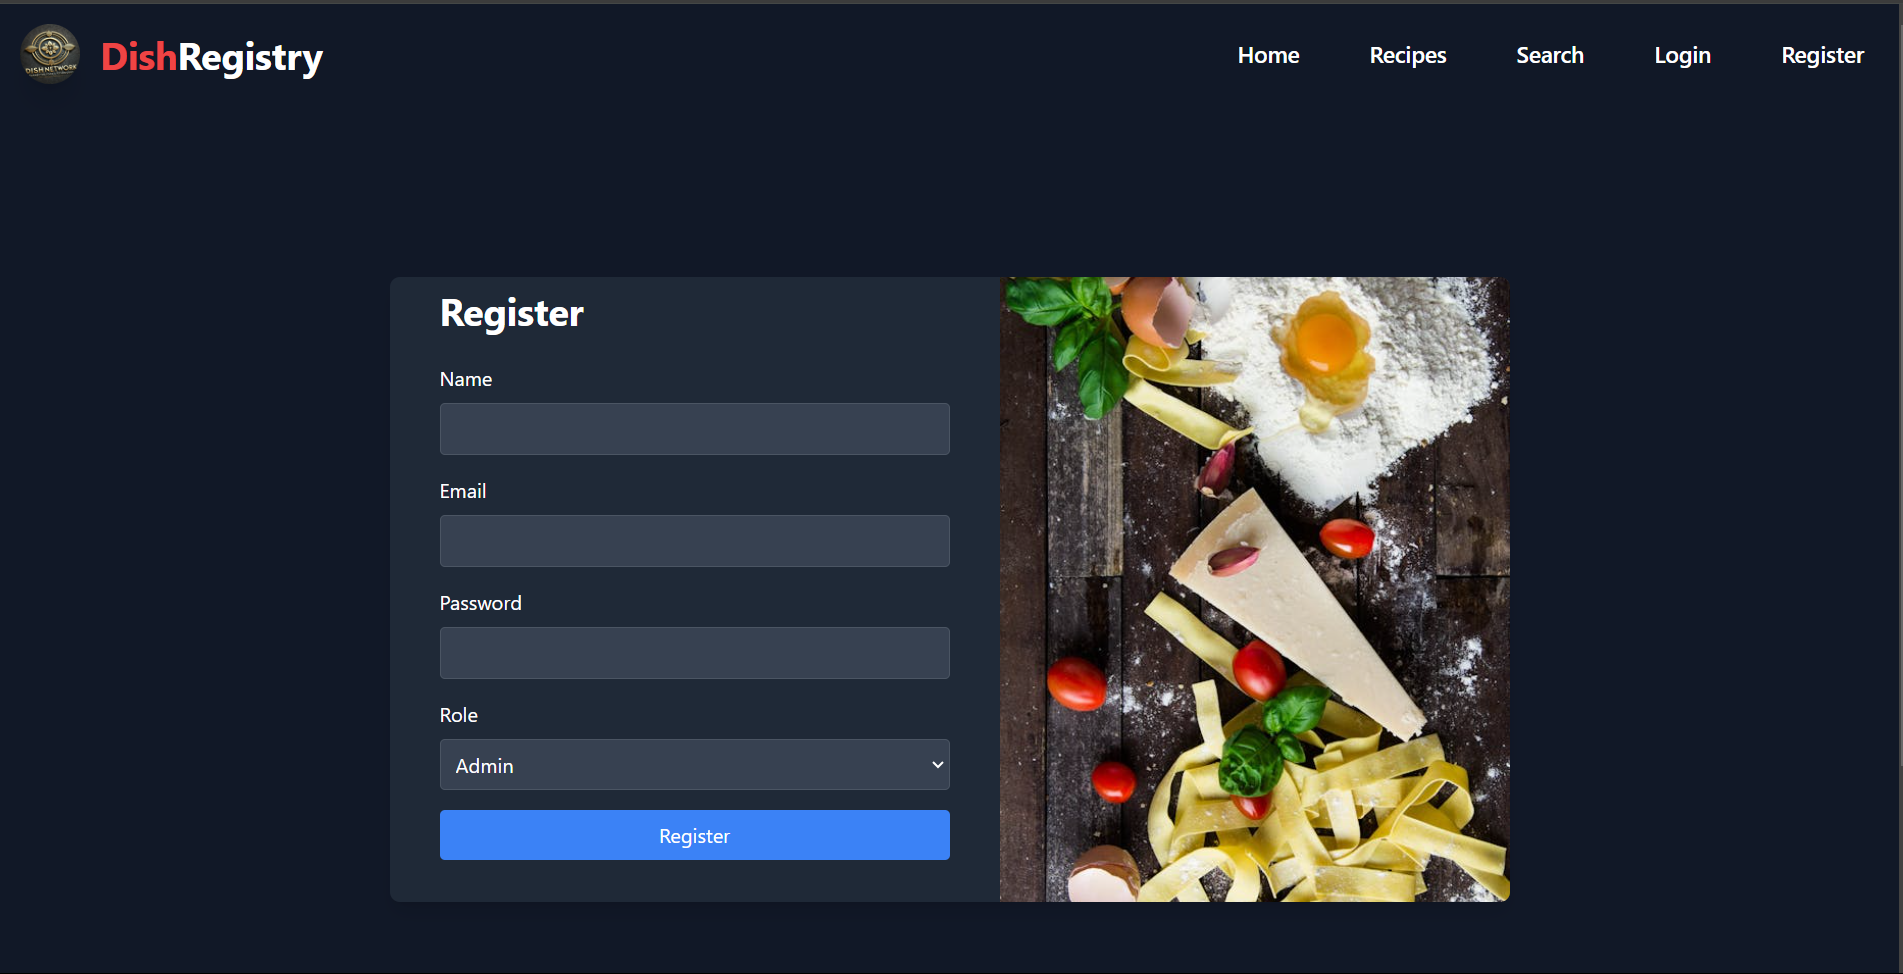 DISH NETWORK
DishRegistry
Home
Recipes
Search
Login
Register
Register
Name
Email
Password
Role
Admin
Register